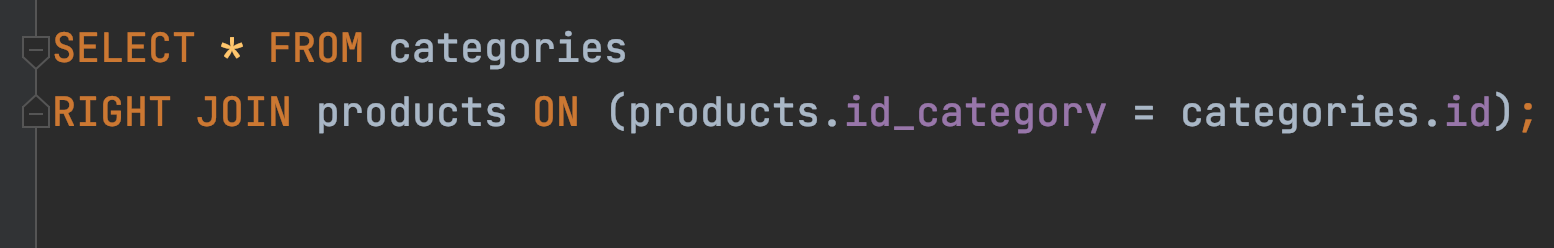 SELECT * FROM categories
RIGHT JOIN products ON (products.id_category = categories.id);